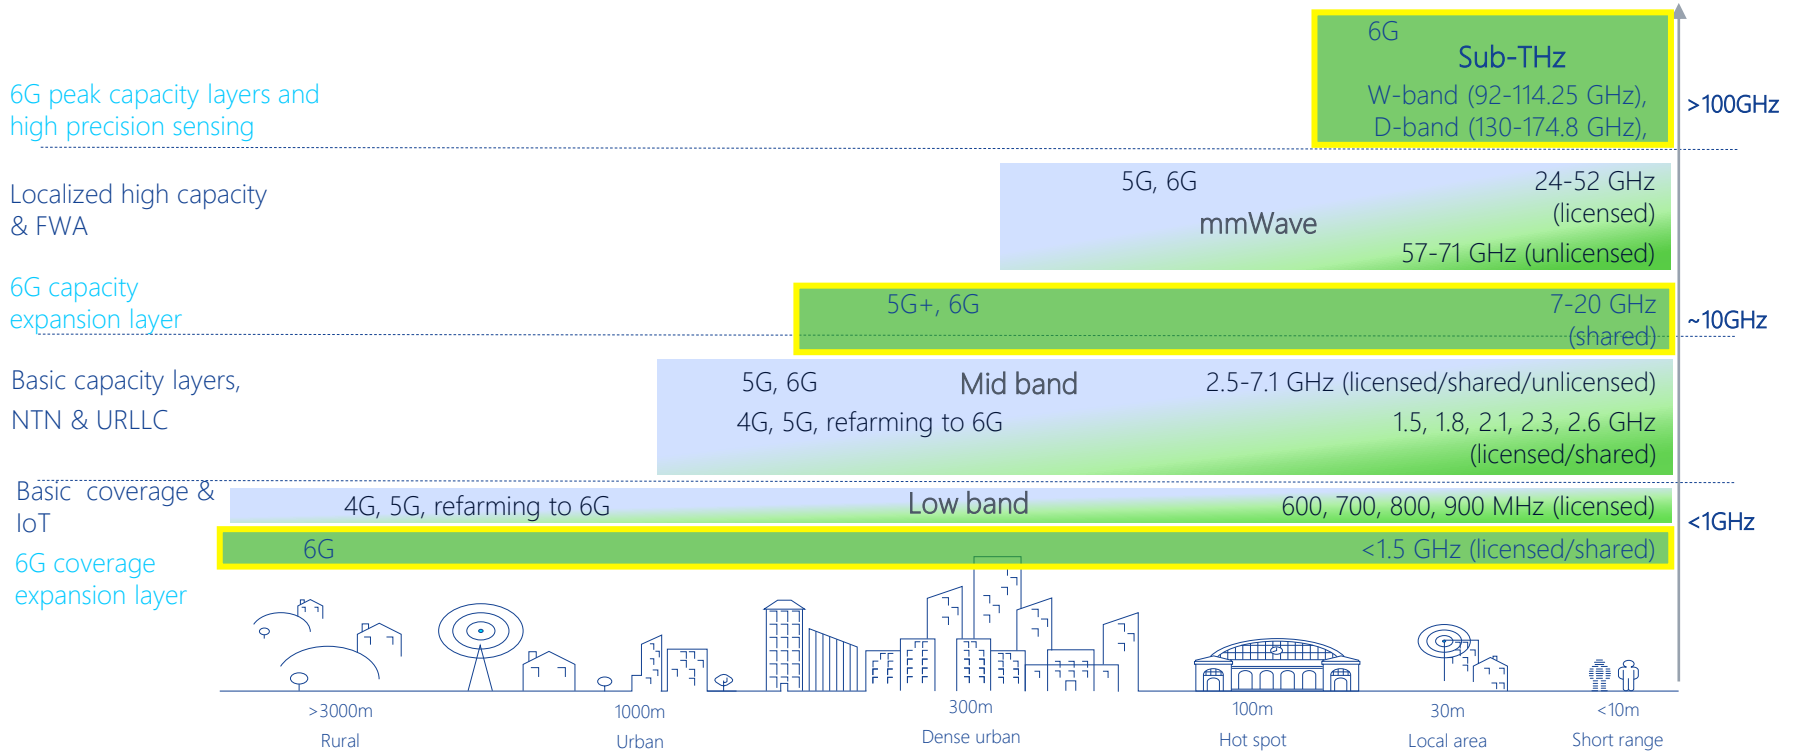 6G
Sub-THz
6G peak capacity layers and
high precision sensing
W-band (92-114.25 GHz),
D-band (130-174.8 GHz),
>100GHz
Localized high capacity
& FWA
5G, 6G
mmWave
24-52 GHz
(licensed)
57-71 GHz (unlicensed)
6G capacity
expansion layer
5G+, 6G
7-20 GHz
(shared)
~10GHz
Basic capacity layers,
NTN & URLLC
5G, 6G
Mid band
2.5-7.1 GHz (licensed/shared/unlicensed)
4G, 5G, refarming to 6G
1.5, 1.8, 2.1, 2.3, 2.6 GHz
(licensed/shared)
Basic coverage &
IoT
4G, 5G, refarming to 6G
Low band
600, 700, 800, 900 MHz (licensed)
<1GHz
6G coverage
expansion layer
6G
<1.5 GHz (licensed/shared)
>3000m
1000m
300m
100m
30m
<10m
Rural
Urban
Dense urban
Hot spot
Local area
Short range